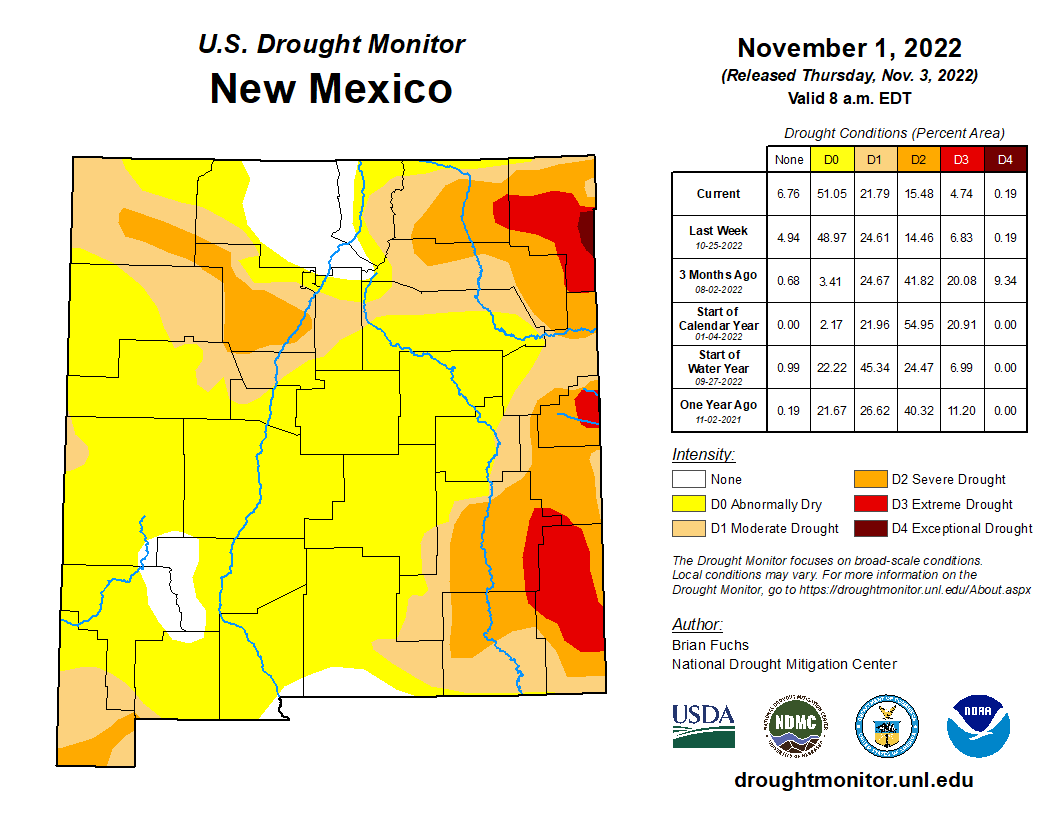 U.S. Drought Monitor
New Mexico
November 1, 2022
(Released Thursday, Nov. 3, 2022)
Valid 8 a.m. EDT
Drought Conditions (Percent Area)
None D0 D1 D2 D3 D4
Current 6.76 51.05 21.79 15.48 4.74 0.19
Last Week
10-25-2022
4.94 48.97 24.61 14.46 6.83 0.19
3 Months Ago
08-02-2022
0.68 3.41 24.67 41.82 20.08 9.34
Start of
Calendar Year
01-04-2022
0.00 2.17 21.96 54.95 20.91 0.00
Start of
Water Year
09-27-2022
0.99 22.22 45.34 24.47 6.99 0.00
One Year Ago
11-02-2021
0.19 21.67 26.62 40.32 11.20 0.00
Intensity:
None
D0 Abnormally Dry
D1 Moderate Drought
D2 Severe Drought
D3 Extreme Drought
D4 Exceptional Drought
The Drought Monitor focuses on broad-scale conditions.
Local conditions may vary. For more information on the
Drought Monitor, go to https://droughtmonitor.unl.edu/About.aspx
Author:
Brian Fuchs
National Drought Mitigation Center
USDA
NDMC
NOAA
droughtmonitor.unl.edu